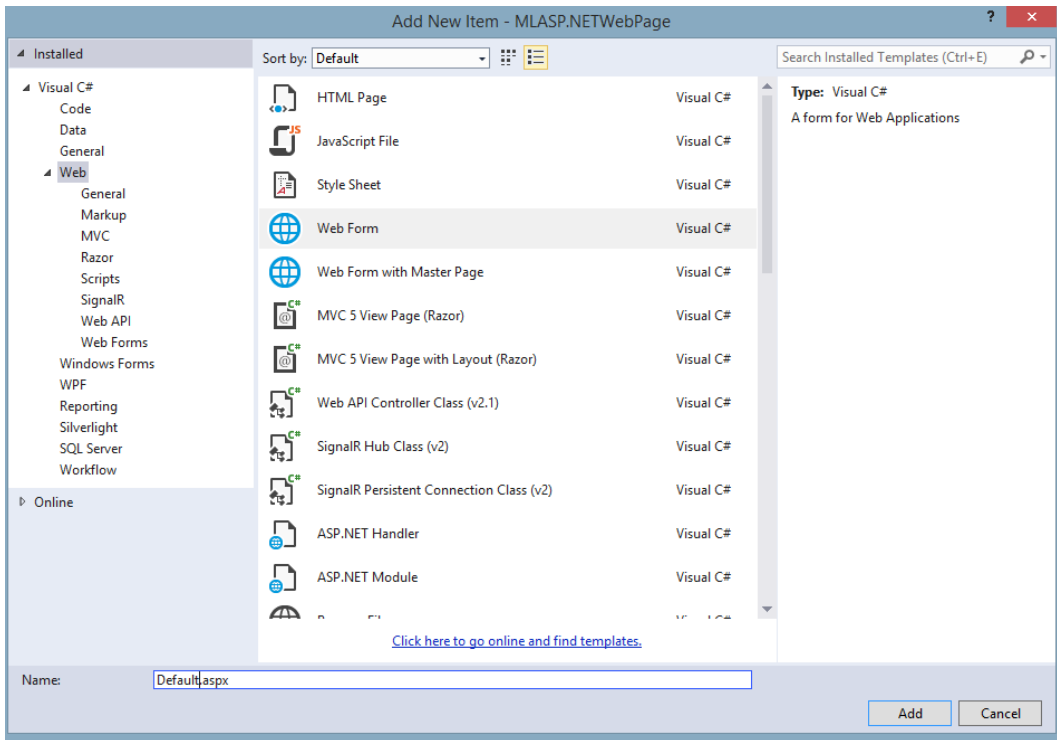 Add New Item - MLASP.NETWebPage
?
Installed
Sort by: Default
Search Installed Templates (Ctrl+E)
Visual C#
Code
Data
General
Web
General
Markup
MVC
Razor
Scripts
SignalR
Web API
Web Forms
Windows Forms
WPF
Reporting
Silverlight
SQL Server
Workflow
Online
HTML Page Visual C#
JS
JavaScript File Visual C#
Style Sheet Visual C#
Web Form Visual C#
Web Form with Master Page Visual C#
C#
@
MVC 5 View Page (Razor) Visual C#
C#
@
MVC 5 View Page with Layout (Razor) Visual C#
C#
Web API Controller Class (v2.1) Visual C#
C#
SignalR Hub Class (v2) Visual C#
C#
SignalR Persistent Connection Class (v2) Visual C#
ASP.NET Handler Visual C#
ASP.NET Module Visual C#
Click here to go online and find templates.
Type: Visual C#
A form for Web Applications
Name: Default.aspx
Add Cancel